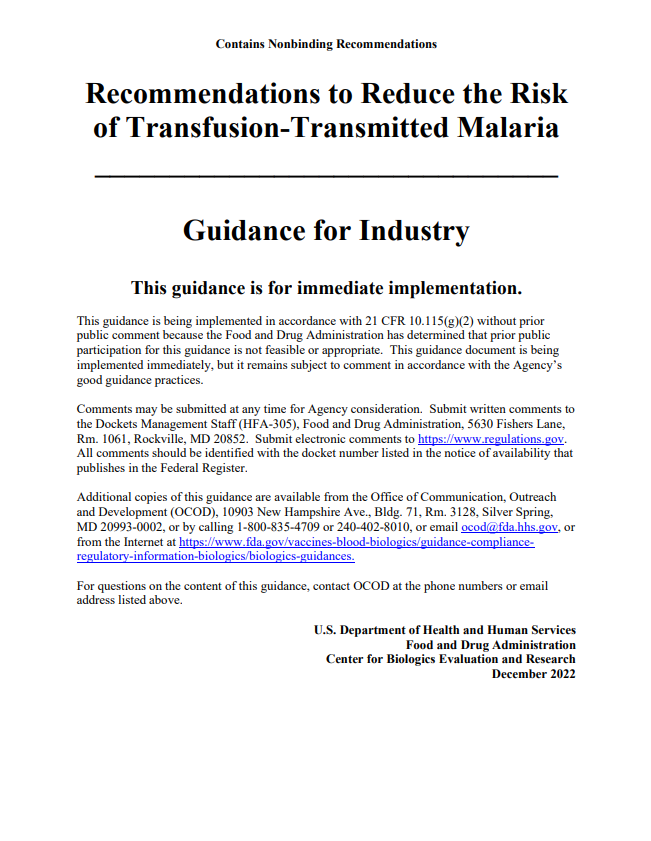 Contains Nonbinding Recommendations
Recommendations to Reduce the Risk
of Transfusion-Transmitted Malaria
Guidance for Industry
This guidance is for immediate implementation.
This guidance is being implemented in accordance with 21 CFR 10.115(g)(2) without prior
public comment because the Food and Drug Administration has determined that prior public
participation for this guidance is not feasible or appropriate.  This guidance document is being
implemented immediately, but it remains subject to comment in accordance with the Agency's
good guidance practices.
Comments may be submitted at any time for Agency consideration.  Submit written comments to
the Dockets Management Staff (HFA-305), Food and Drug Administration, 5630 Fishers Lane,
Rm. 1061, Rockville, MD 20852.  Submit electronic comments to https://www.regulations.gov.
All comments should be identified with the docket number listed in the notice of availability that
publishes in the Federal Register.
Additional copies of this guidance are available from the Office of Communication, Outreach
and Development (OCOD), 10903 New Hampshire Ave., Bldg. 71, Rm. 3128, Silver Spring,
MD 20993-0002, or by calling 1-800-835-4709 or 240-402-8010, or email ocod@fda.hhs.gov, or
from the Internet at https://www.fda.gov/vaccines-blood-biologics/guidance-compliance-
regulatory-information-biologics/biologics-guidances.
For questions on the content of this guidance, contact OCOD at the phone numbers or email
address listed above.
U.S. Department of Health and Human Services
Food and Drug Administration
Center for Biologics Evaluation and Research
December 2022